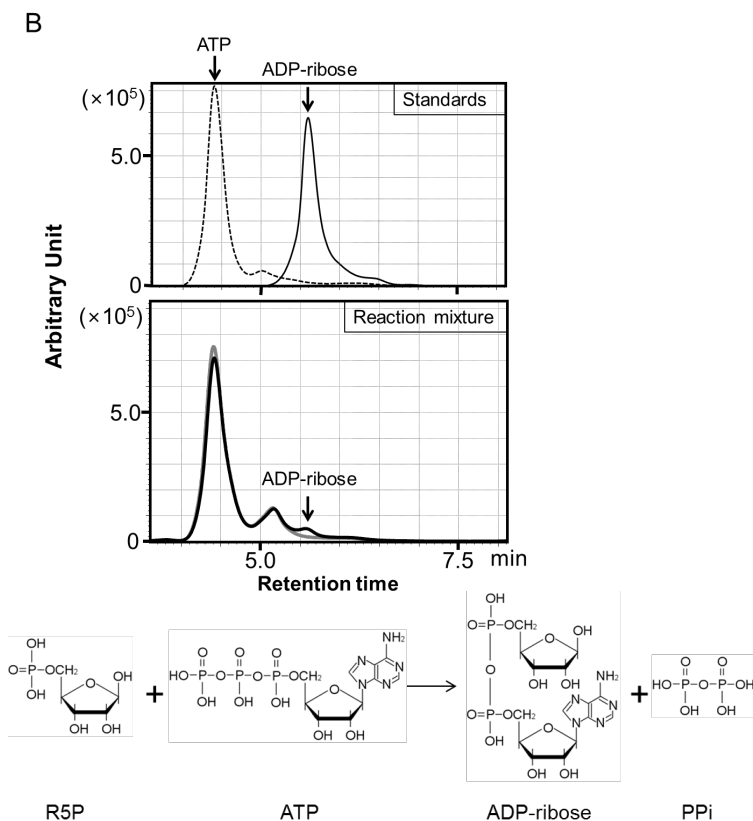 B
ATP
ADP-ribose
(×10⁵)
Standards
5.0
0
Arbitrary Unit
(×10⁵)
Reaction mixture
5.0
ADP-ribose
0
5.0 7.5 min
Retention time
OH
O=P-OCH₂
OH
O
OH
OH OH
+
O O O
HO-P-O-P-O-P-OCH₂
OH OH OH
O
OH OH
NH₂
N N
N N
OH
O=P-OCH₂
O
OH
OH OH
O
O=P-OCH₂
OH
O
OH OH
NH₂
N N
N N
+
O O
HO-P-O-P-OH
OH OH
R5P ATP ADP-ribose PPi